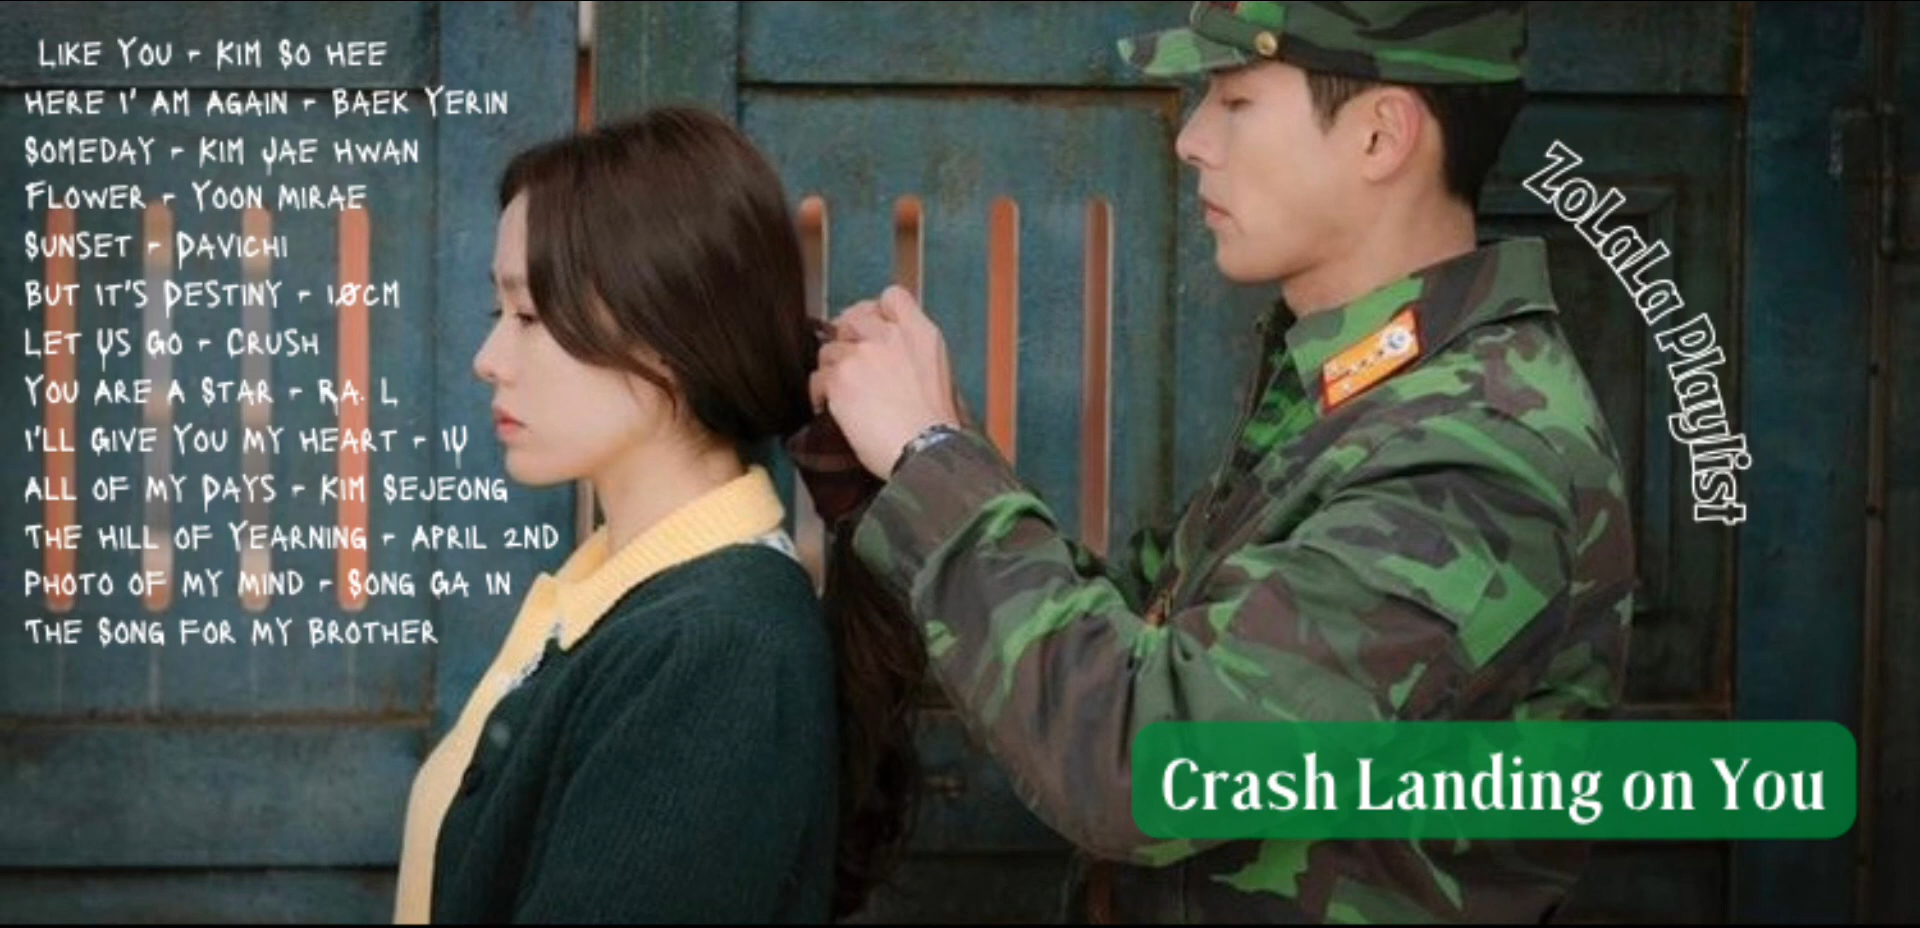 LIKE YOU - KIM SO HEE
HERE I' AM AGAIN - BAEK YERIN
SOMEDAY - KIM JAE HWAN
FLOWER - YOON MIRAE
SUNSET - DAVICHI
BUT IT'S DESTINY - 10CM
LET US GO - CRUSH
YOU ARE A STAR - RA. L
I'LL GIVE YOU MY HEART - IU
ALL OF MY DAYS - KIM SEJEONG
THE HILL OF YEARNING - APRIL 2ND
PHOTO OF MY MIND - SONG GA IN
THE SONG FOR MY BROTHER
ZoLaLa Playlist
Crash Landing on You